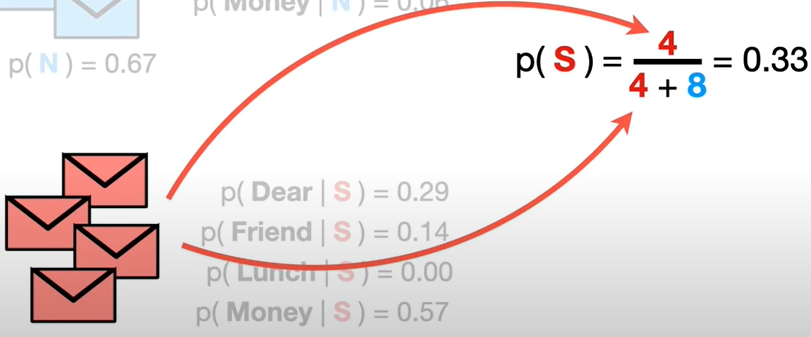 p( Money | N ) = 0.06
p( N ) = 0.67
p( S ) = 4 / 4 + 8 = 0.33
p( Dear | S ) = 0.29
p( Friend | S ) = 0.14
p( Lunch | S ) = 0.00
p( Money | S ) = 0.57